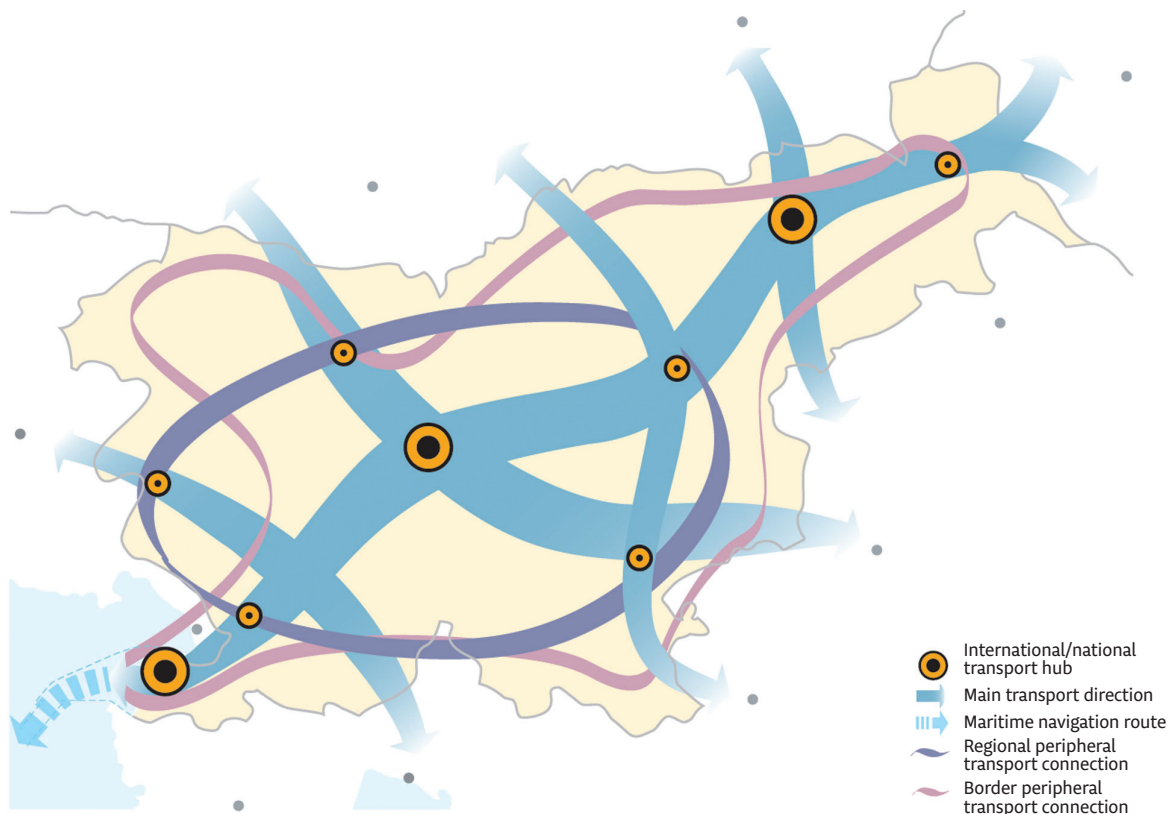 International/national
transport hub
Main transport direction
Maritime navigation route
Regional peripheral
transport connection
Border peripheral
transport connection